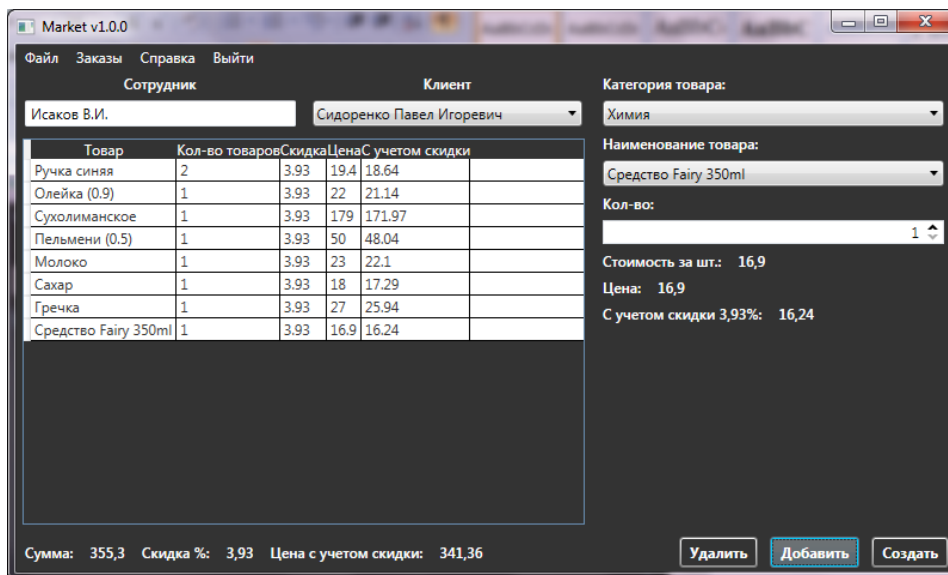 Market v1.0.0
Файл Заказы Справка Выйти
Сотрудник Клиент
Исаков В.И. Сидоренко Павел Игоревич
Товар Кол-во товаров Скидка Цена С учетом скидки
Ручка синяя 2 3.93 19.4 18.64
Олейка (0.9) 1 3.93 22 21.14
Сухолиманское 1 3.93 179 171.97
Пельмени (0.5) 1 3.93 50 48.04
Молоко 1 3.93 23 22.1
Сахар 1 3.93 18 17.29
Гречка 1 3.93 27 25.94
Средство Fairy 350ml 1 3.93 16.9 16.24
Категория товара:
Химия
Наименование товара:
Средство Fairy 350ml
Кол-во:
1
Стоимость за шт.: 16,9
Цена: 16,9
С учетом скидки 3,93%: 16,24
Сумма: 355,3 Скидка %: 3,93 Цена с учетом скидки: 341,36
Удалить Добавить Создать